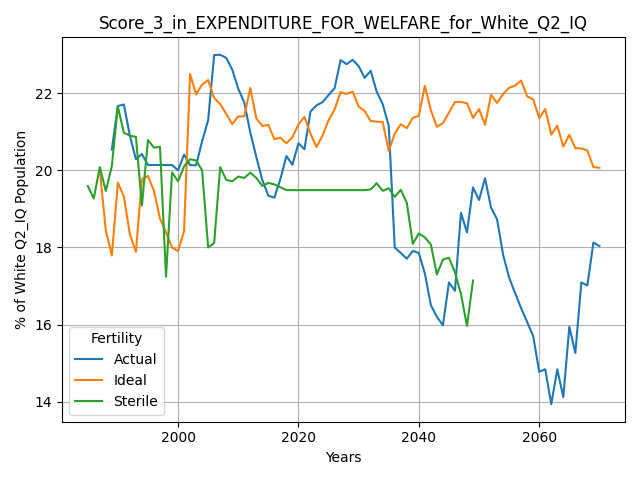 Score_3_in_EXPENDITURE_FOR_WELFARE_for_White_Q2_IQ
% of White Q2_IQ Population
22
20
18
16
14
Fertility
Actual
Ideal
Sterile
2000 2020 2040 2060
Years